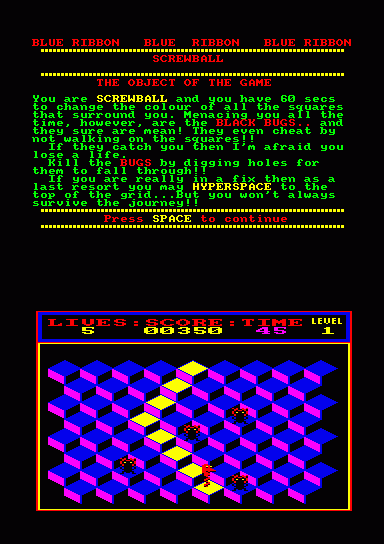 BLUE RIBBON BLUE RIBBON BLUE RIBBON
SCREWBALL
THE OBJECT OF THE GAME
You are SCREWBALL and you have 60 secs
to change the colour of all the squares
that surround you. Menacing you all the
time, however, are the BLACK BUGS.. and
they sure are mean! They even cheat by
not walking on the squares!!
If they catch you then I'm afraid you
lose a life.
Kill the BUGS by digging holes for
them to fall through!!
If you are really in a fix then as a
last resort you may HYPERSPACE to the
top of the grid...But you won't always
survive the journey!!
Press SPACE to continue
LIVES:SCORE:TIME LEVEL
5 00350 45 1